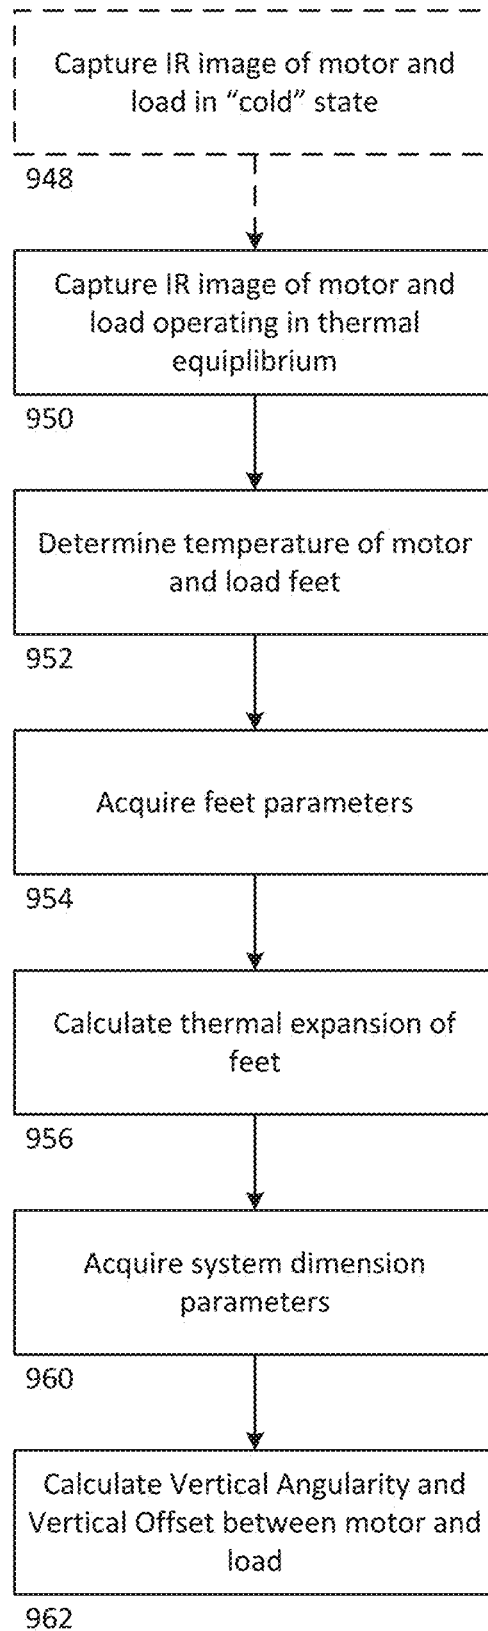 Capture IR image of motor and
load in “cold” state
948
Capture IR image of motor and
load operating in thermal
equiplibrium
950
Determine temperature of motor
and load feet
952
Acquire feet parameters
954
Calculate thermal expansion of
feet
956
Acquire system dimension
parameters
960
Calculate Vertical Angularity and
Vertical Offset between motor and
load
962